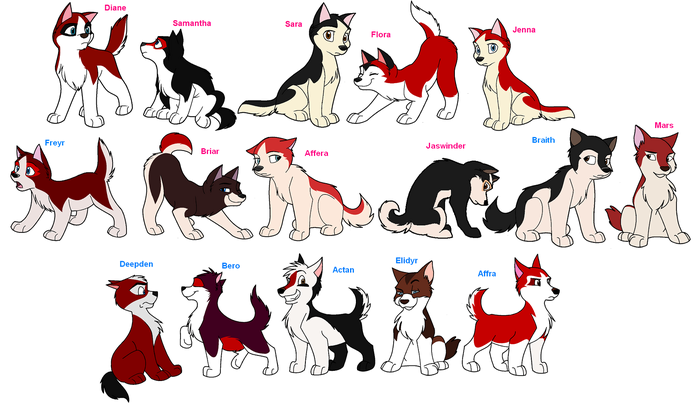 Diane
Samantha
Sara
Flora
Jenna
Freyr
Briar
Affera
Jaswinder
Braith
Mars
Deepden
Bero
Actan
Elidyr
Affra